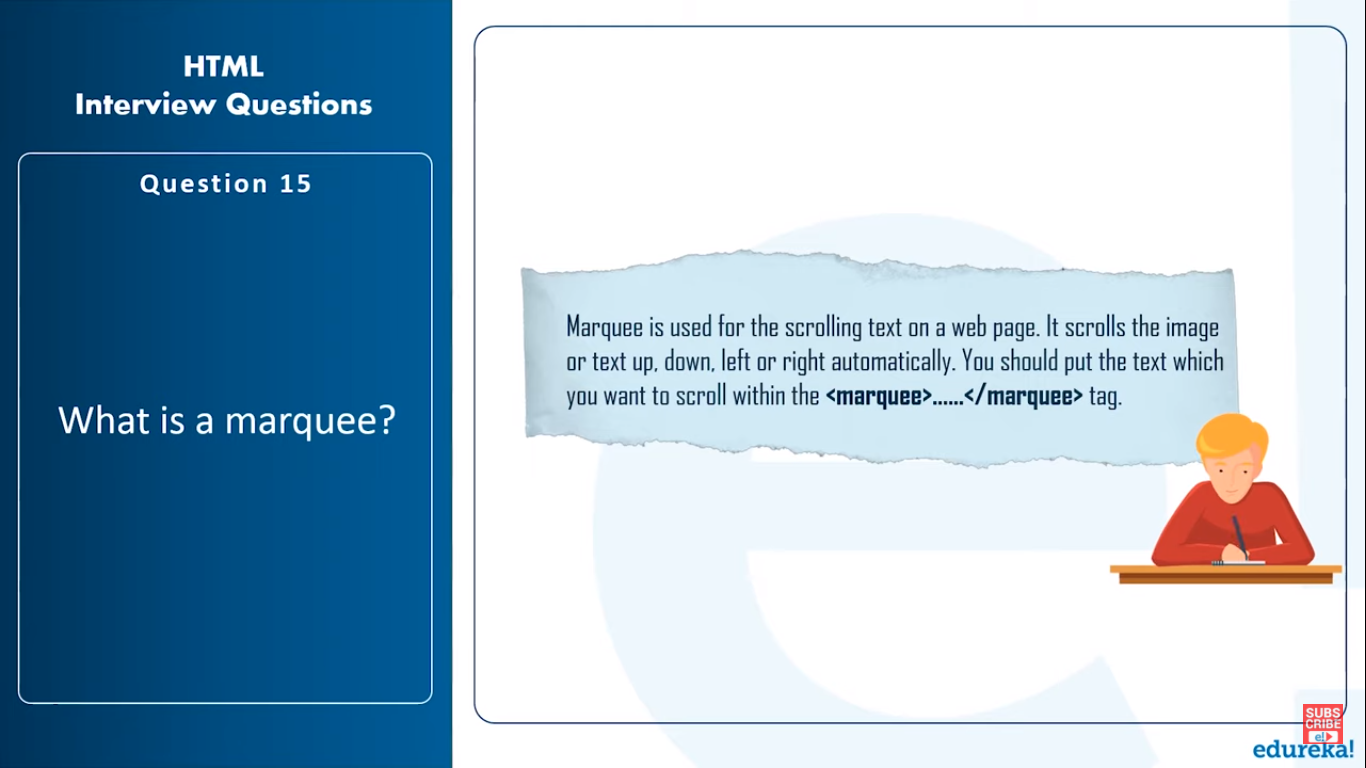 HTML
Interview Questions
Question 15
What is a marquee?
Marquee is used for the scrolling text on a web page. It scrolls the image
or text up, down, left or right automatically. You should put the text which
you want to scroll within the <marquee>......</marquee> tag.
SUBS
CRIBE
e!
edureka!